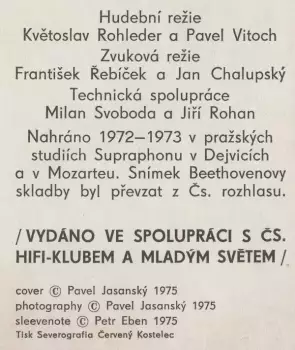 Hudební režie
Květoslav Rohleder a Pavel Vitoch
Zvuková režie
František Řebíček a Jan Chalupský
Technická spolupráce
Milan Svoboda a Jiří Rohan
Nahráno 1972–1973 v pražských
studiích Supraphonu v Dejvicích
a v Mozarteu. Snímek Beethovenovy
skladby byl převzat z Čs. rozhlasu.
/VYDÁNO VE SPOLUPRÁCI S ČS.
HIFI-KLUBEM A MLADÝM SVĚTEM/
cover © Pavel Jasanský 1975
photography © Pavel Jasanský 1975
sleevenote © Petr Eben 1975
Tisk Severografia Červený Kostelec